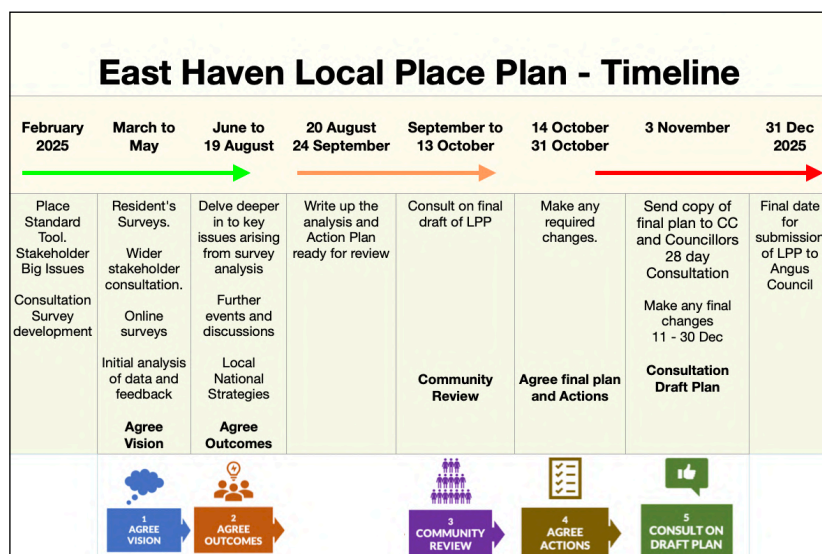 East Haven Local Place Plan - Timeline
February
2025
March to
May
June to
19 August
20 August
24 September
September to
13 October
14 October
31 October
3 November
31 Dec
2025
Place
Standard
Tool.
Stakeholder
Big Issues
Consultation
Survey
development
Resident's
Surveys.
Wider
stakeholder
consultation.
Online
surveys
Initial analysis
of data and
feedback
Agree
Vision
Delve deeper
in to key
issues arising
from survey
analysis
Further
events and
discussions
Local
National
Strategies
Agree
Outcomes
Write up the
analysis and
Action Plan
ready for review
Consult on final
draft of LPP
Community
Review
Make any
required
changes.
Agree final plan
and Actions
Send copy of
final plan to CC
and Councillors
28 day
Consultation
Make any final
changes
11 - 30 Dec
Consultation
Draft Plan
Final date
for
submission
of LPP to
Angus
Council
1
AGREE
VISION
2
AGREE
OUTCOMES
3
COMMUNITY
REVIEW
4
AGREE
ACTIONS
5
CONSULT ON
DRAFT PLAN